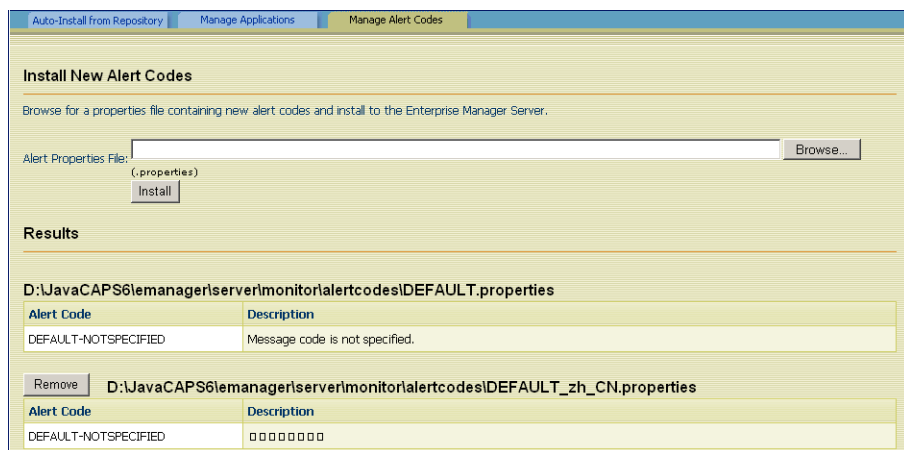 Auto-Install from Repository Manage Applications Manage Alert Codes
Install New Alert Codes
Browse for a properties file containing new alert codes and install to the Enterprise Manager Server.
Alert Properties File: Browse...
(.properties)
Install
Results
D:\JavaCAPS6\emanager\server\monitor\alertcodes\DEFAULT.properties
Alert Code Description
DEFAULT-NOTSPECIFIED Message code is not specified.
Remove D:\JavaCAPS6\emanager\server\monitor\alertcodes\DEFAULT_zh_CN.properties
Alert Code Description
DEFAULT-NOTSPECIFIED □□□□□□□□